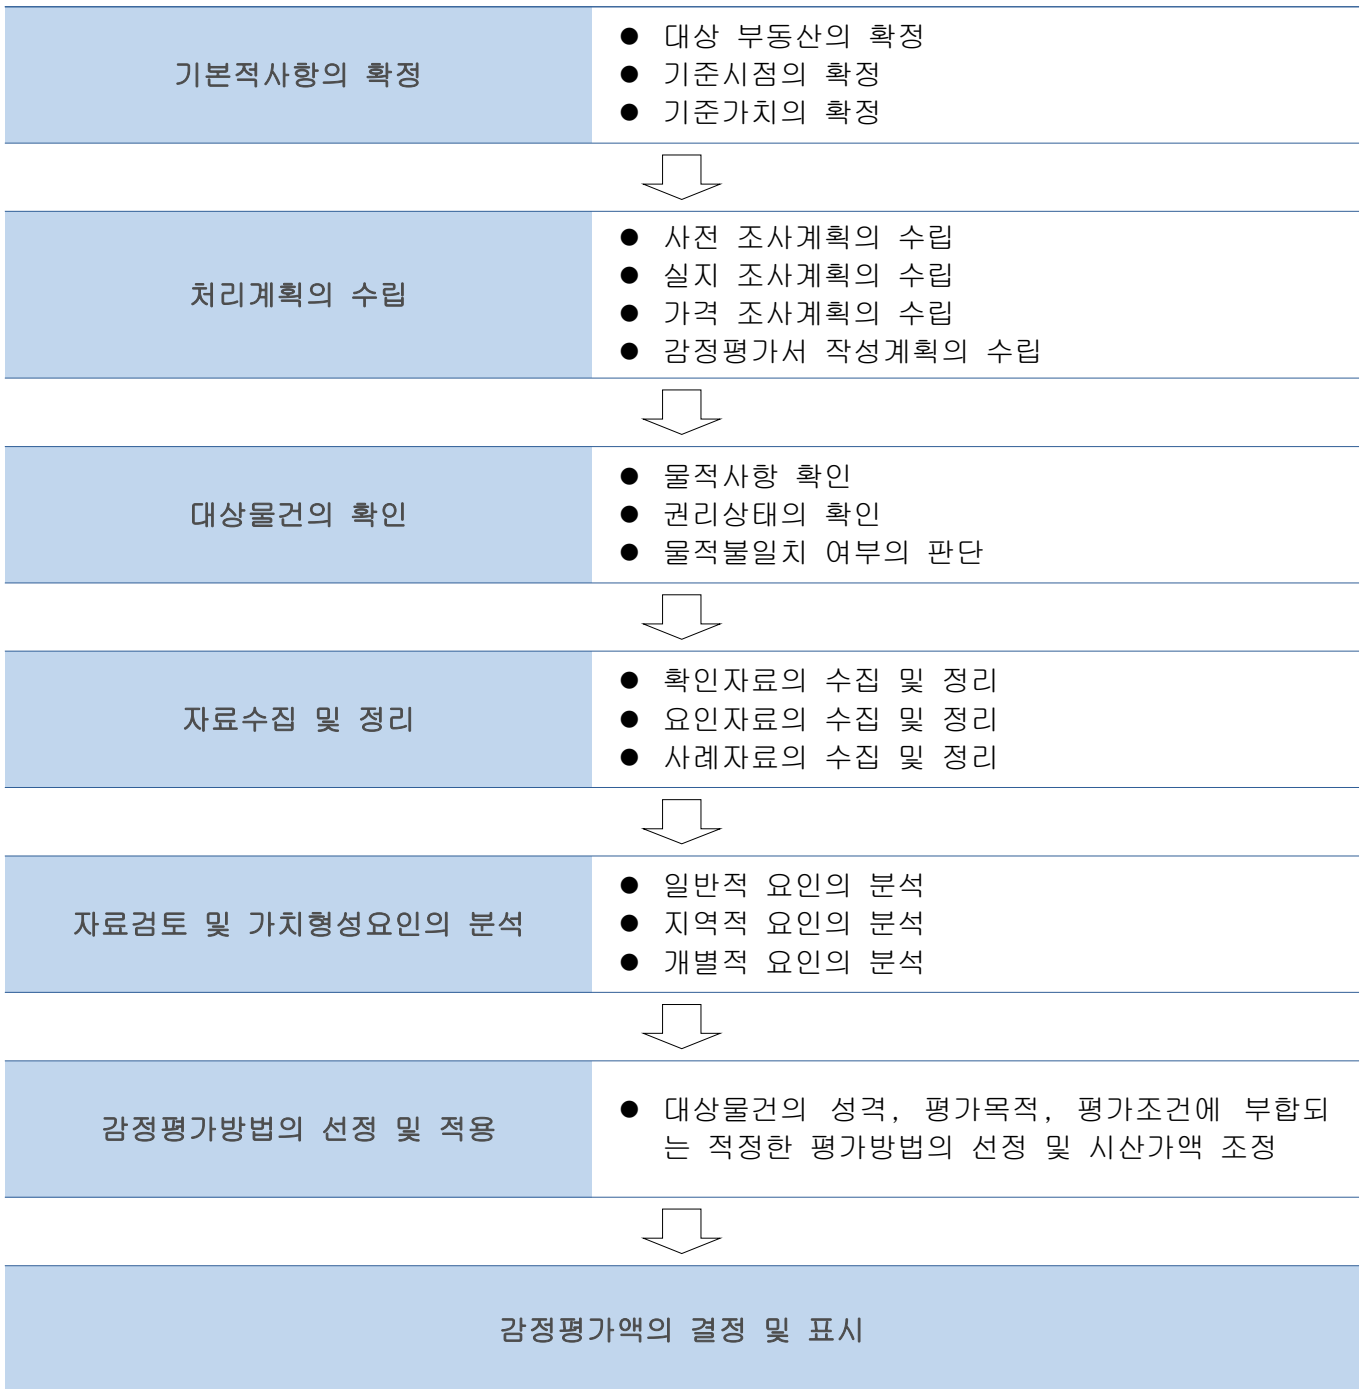 기본적사항의 확정
● 대상 부동산의 확정
● 기준시점의 확정
● 기준가치의 확정
처리계획의 수립
● 사전 조사계획의 수립
● 실지 조사계획의 수립
● 가격 조사계획의 수립
● 감정평가서 작성계획의 수립
대상물건의 확인
● 물적사항 확인
● 권리상태의 확인
● 물적불일치 여부의 판단
자료수집 및 정리
● 확인자료의 수집 및 정리
● 요인자료의 수집 및 정리
● 사례자료의 수집 및 정리
자료검토 및 가치형성요인의 분석
● 일반적 요인의 분석
● 지역적 요인의 분석
● 개별적 요인의 분석
감정평가방법의 선정 및 적용
● 대상물건의 성격, 평가목적, 평가조건에 부합되
는 적정한 평가방법의 선정 및 시산가액 조정
감정평가액의 결정 및 표시